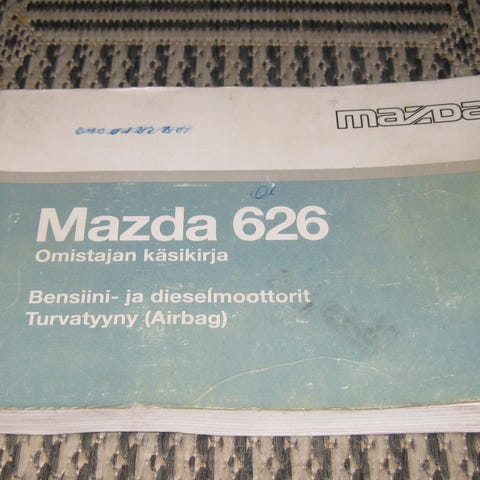 mazda
Mazda 626
Omistajan käsikirja
Bensiini- ja dieselmoottorit
Turvatyyny (Airbag)